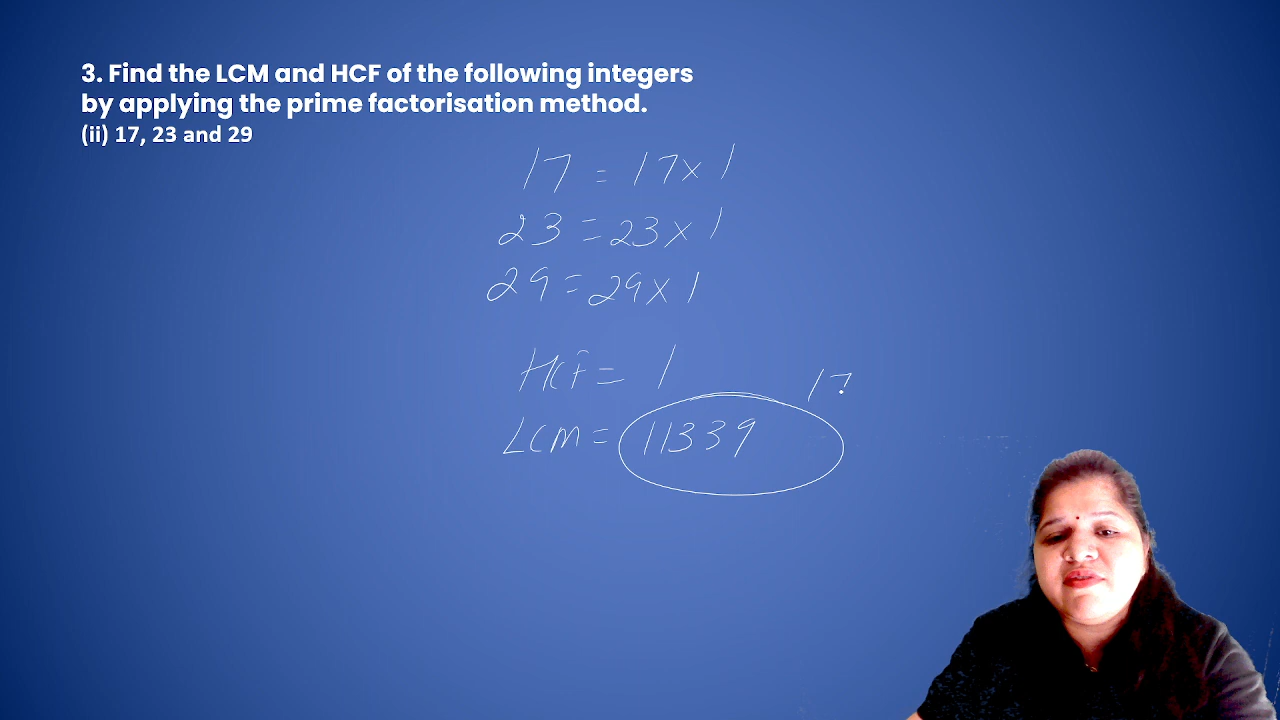 3. Find the LCM and HCF of the following integers
by applying the prime factorisation method.
(ii) 17, 23 and 29
17 = 17 x 1
23 = 23 x 1
29 = 29 x 1
HCF = 1
17
LCM = 11339